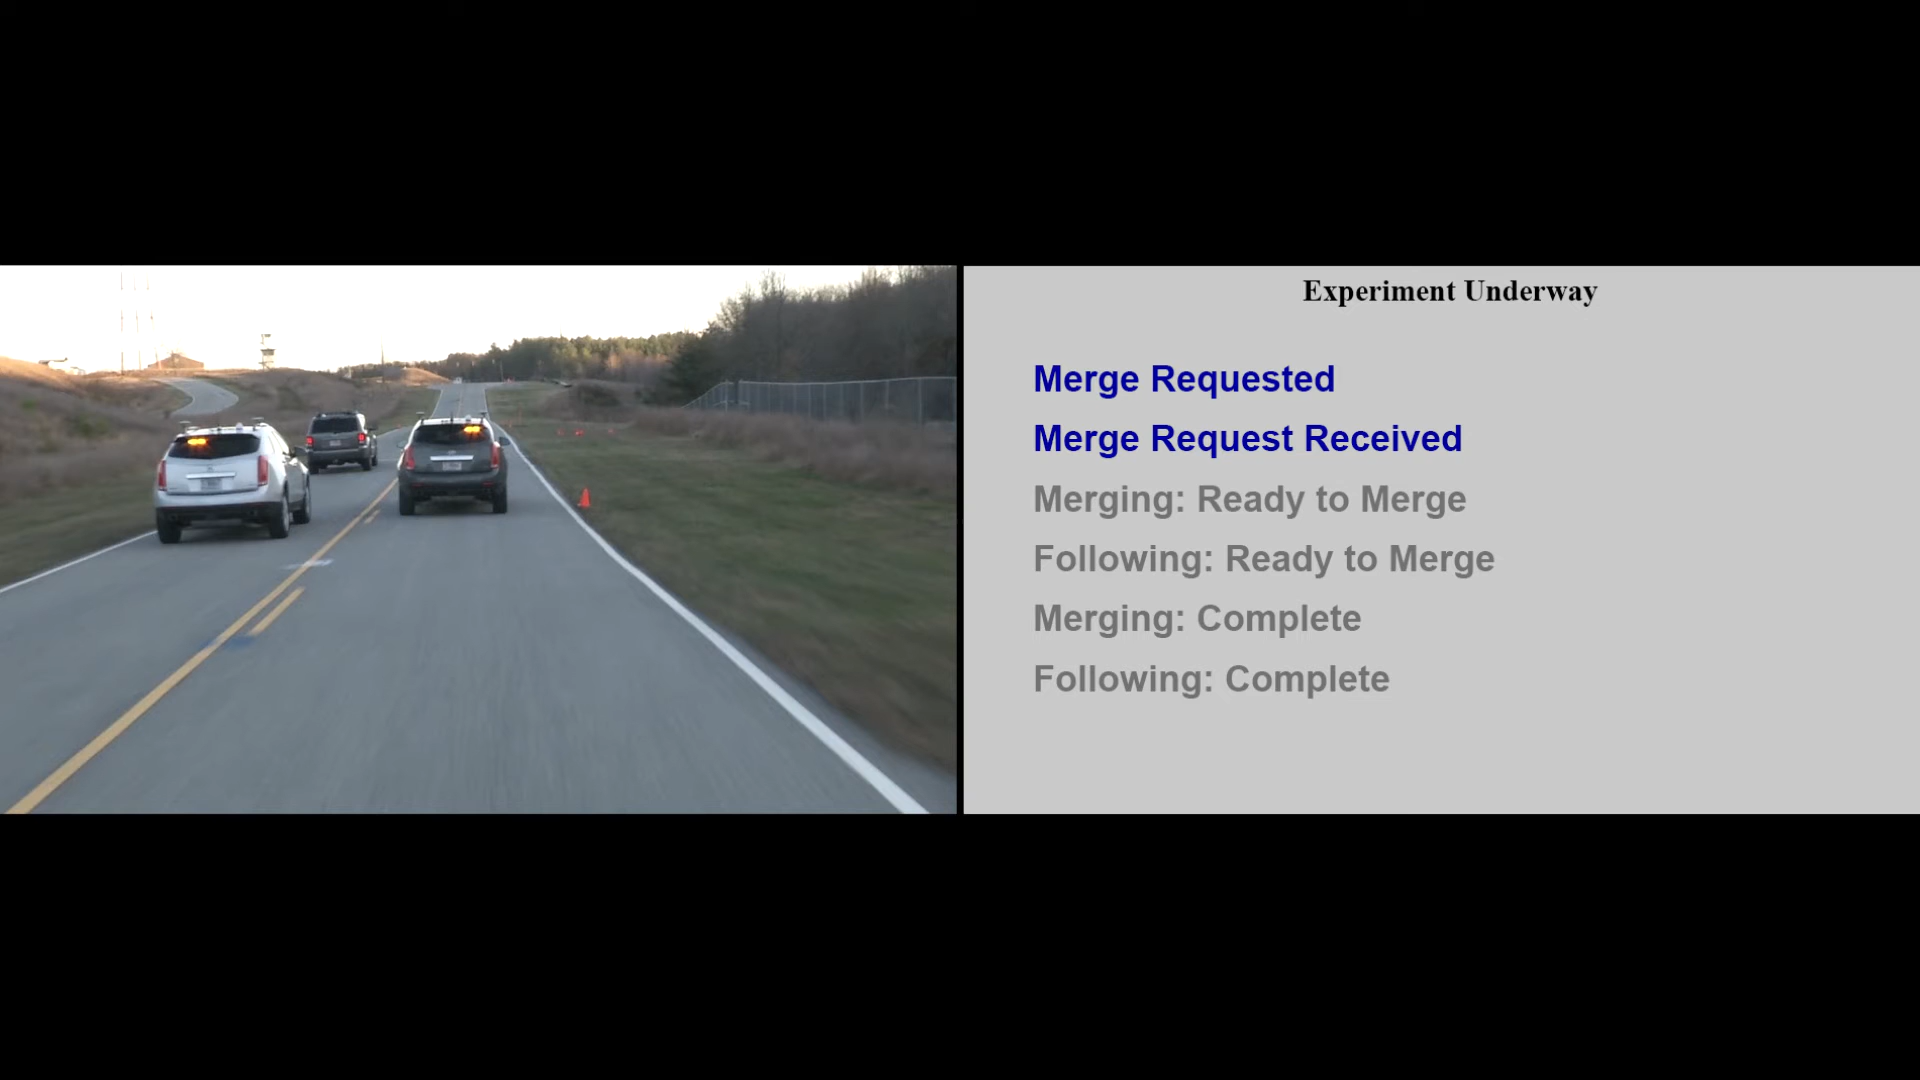 Experiment Underway
Merge Requested
Merge Request Received
Merging: Ready to Merge
Following: Ready to Merge
Merging: Complete
Following: Complete